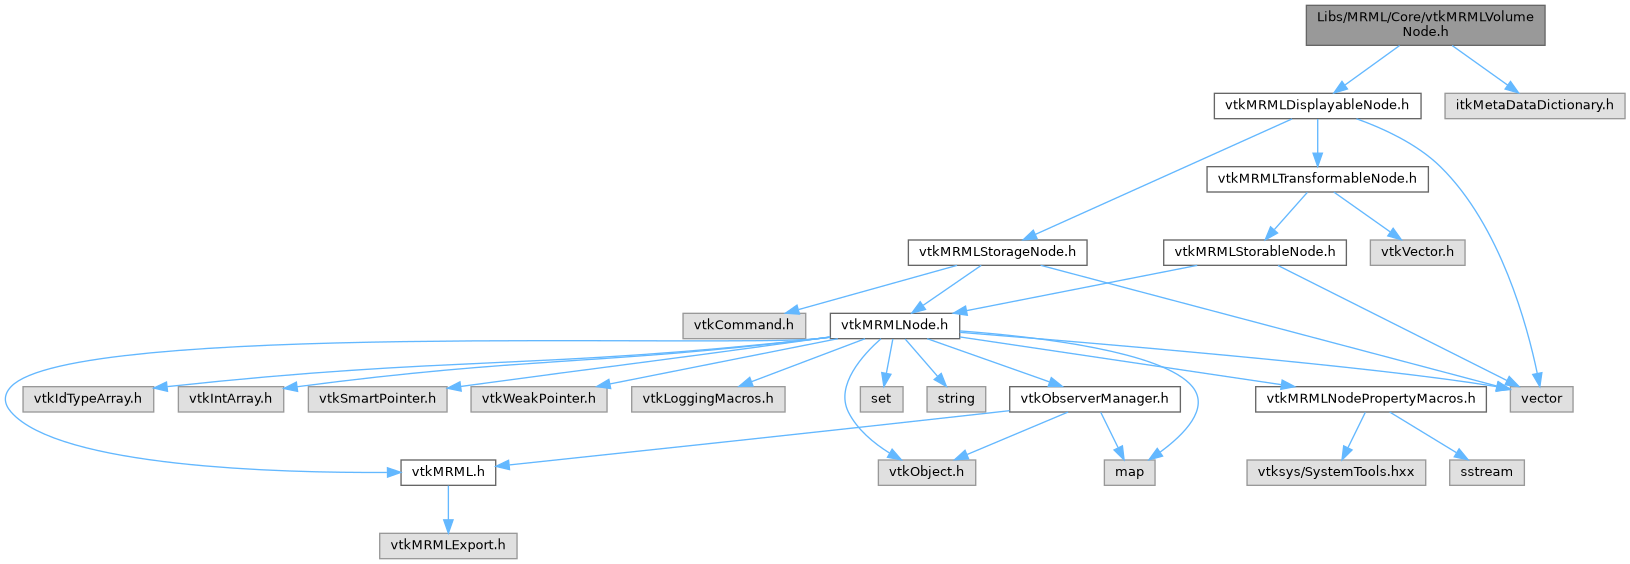 Libs/MRML/Core/vtkMRMLVolume
Node.h
vtkMRMLDisplayableNode.h
itkMetaDataDictionary.h
vtkMRMLTransformableNode.h
vtkMRMLStorageNode.h
vtkMRMLStorableNode.h
vtkVector.h
vtkCommand.h
vtkMRMLNode.h
vtkIdTypeArray.h
vtkIntArray.h
vtkSmartPointer.h
vtkWeakPointer.h
vtkLoggingMacros.h
set
string
vtkObserverManager.h
vtkMRMLNodePropertyMacros.h
vector
vtkMRML.h
vtkObject.h
map
vtksys/SystemTools.hxx
sstream
vtkMRMLExport.h